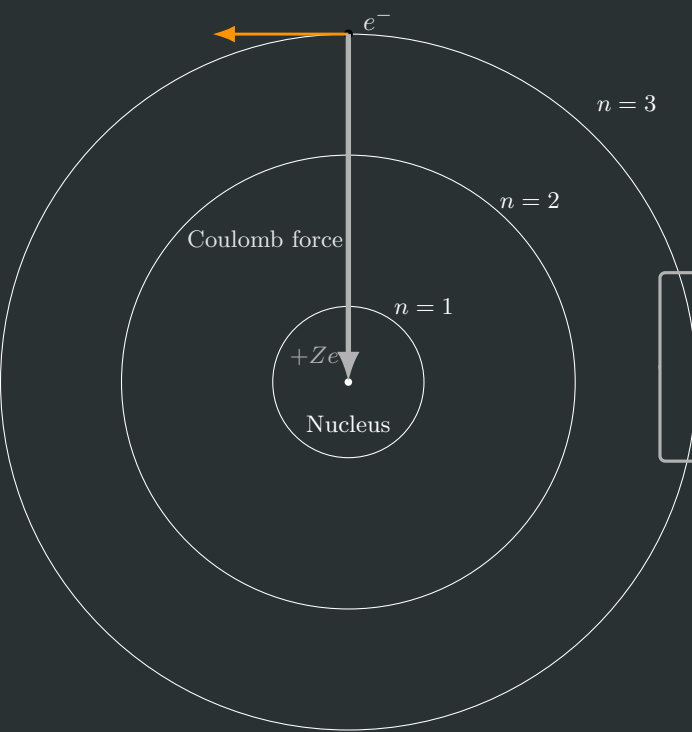 e⁻
n = 3
n = 2
Coulomb force
n = 1
+Ze
Nucleus